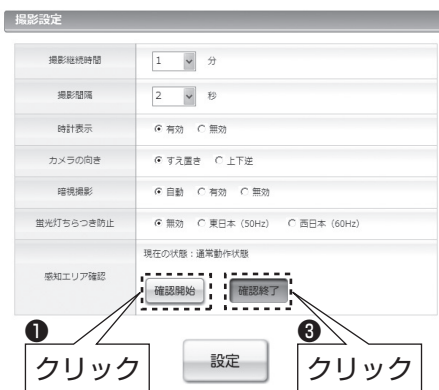 撮影設定
撮影継続時間 1 分
撮影間隔 2 秒
時計表示 有効 無効
カメラの向き すえ置き 上下逆
暗視撮影 自動 有効 無効
蛍光灯ちらつき防止 無効 東日本（50Hz） 西日本（60Hz）
現在の状態：通常動作状態
感知エリア確認
確認開始 確認終了
❶ ❸
クリック 設定 クリック